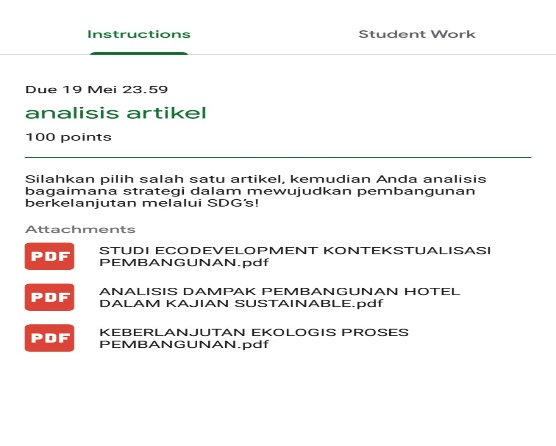 Instructions
Student Work
Due 19 Mei 23.59
analisis artikel
100 points
Silahkan pilih salah satu artikel, kemudian Anda analisis
bagaimana strategi dalam mewujudkan pembangunan
berkelanjutan melalui SDG's!
Attachments
PDF
STUDI ECODEVELOPMENT KONTEKSTUALISASI
PEMBANGUNAN.pdf
PDF
ANALISIS DAMPAK PEMBANGUNAN HOTEL
DALAM KAJIAN SUSTAINABLE.pdf
PDF
KEBERLANJUTAN EKOLOGIS PROSES
PEMBANGUNAN.pdf